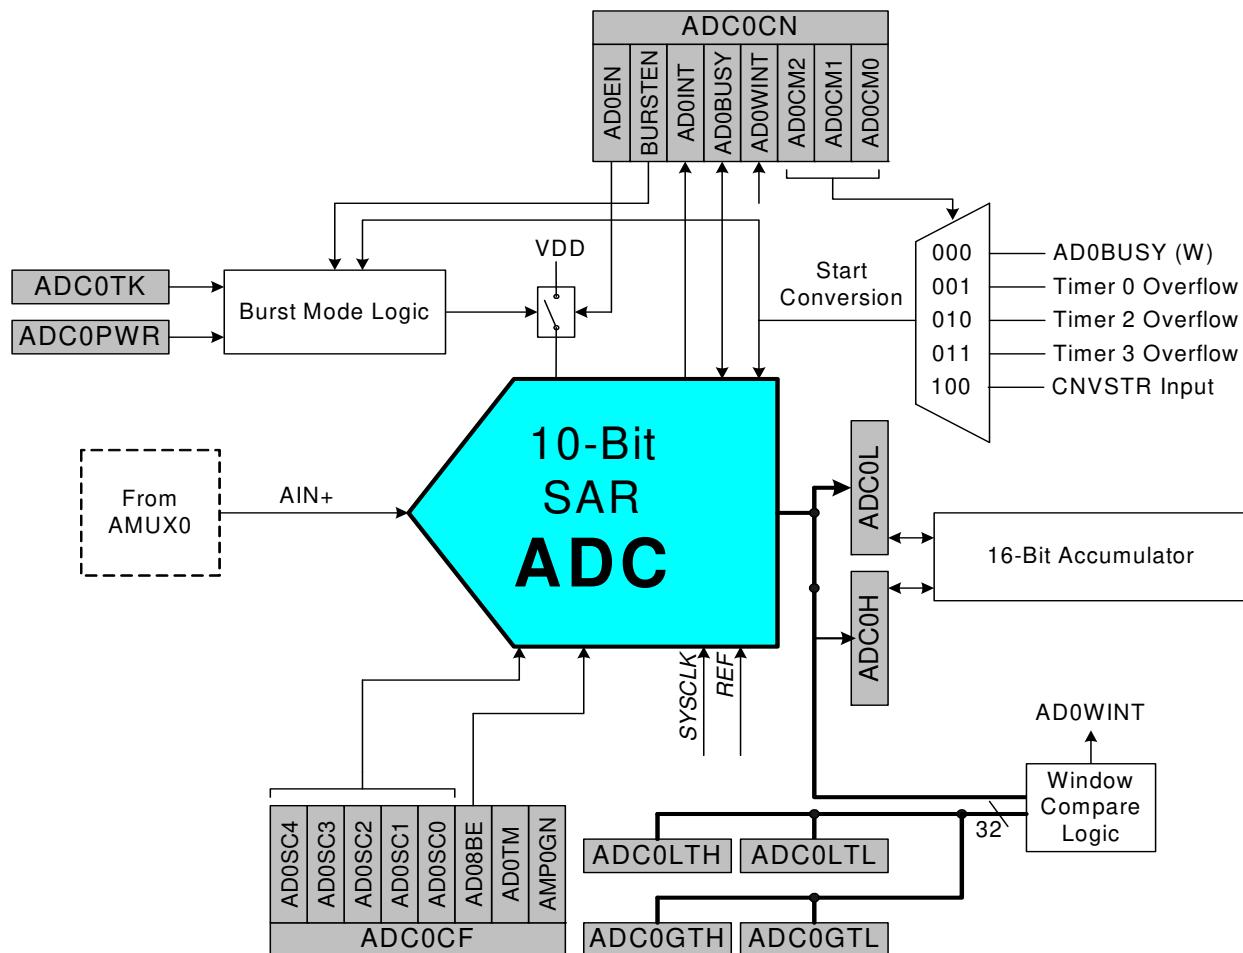 ADC0CN
AD0EN
BURSTEN
AD0INT
AD0BUSY
AD0WINT
AD0CM2
AD0CM1
AD0CM0
VDD
Start
Conversion
000
001
010
011
100
AD0BUSY (W)
Timer 0 Overflow
Timer 2 Overflow
Timer 3 Overflow
CNVSTR Input
ADC0TK
ADC0PWR
Burst Mode Logic
From
AMUX0
AIN+
10-Bit
SAR
ADC
ADC0L
ADC0H
16-Bit Accumulator
SYSCLK
REF
AD0WINT
Window
Compare
Logic
32
AD0SC4
AD0SC3
AD0SC2
AD0SC1
AD0SC0
AD08BE
AD0TM
AMP0GN
ADC0CF
ADC0LTH
ADC0LTL
ADC0GTH
ADC0GTL